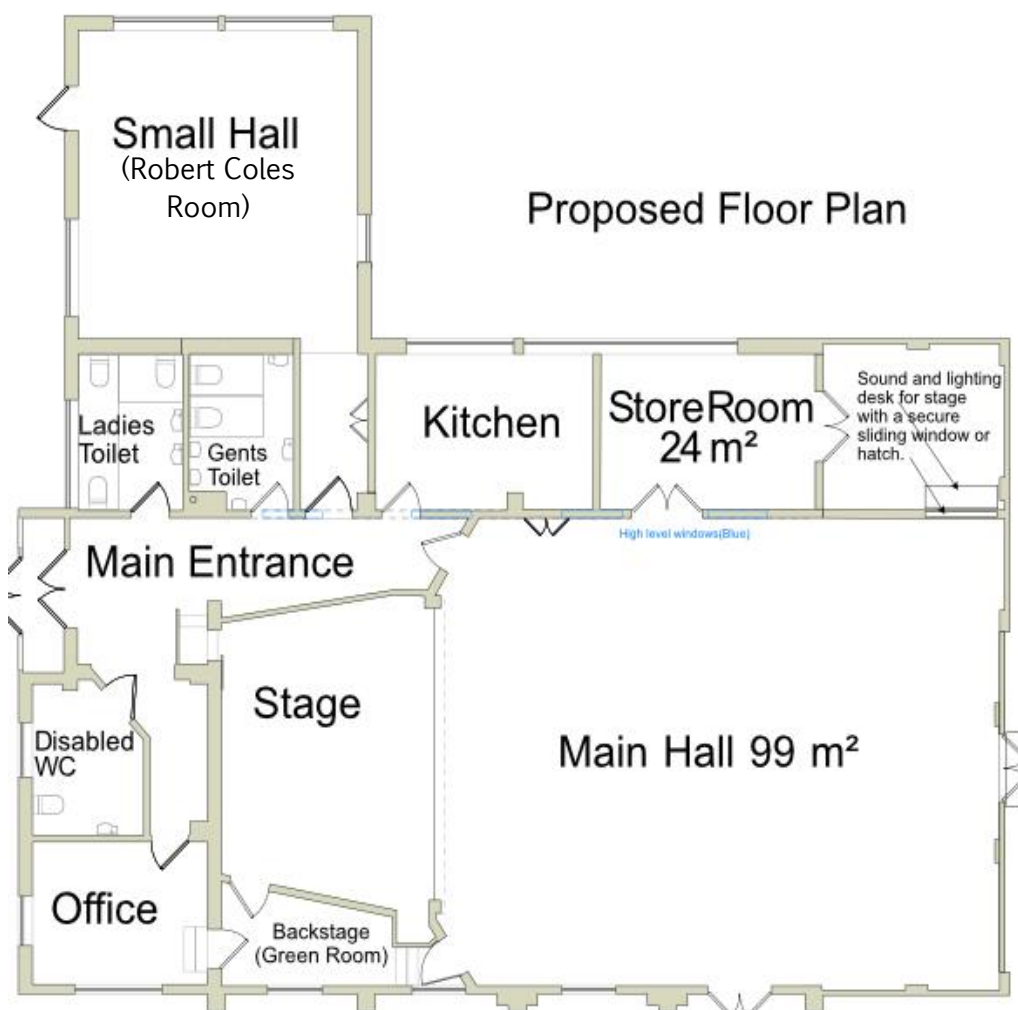 Small Hall
(Robert Coles
Room)
Proposed Floor Plan
Ladies
Toilet
Gents
Toilet
Kitchen
StoreRoom
24 m²
Sound and lighting
desk for stage
with a secure
sliding window or
hatch.
High level windows(Blue)
Main Entrance
Stage
Main Hall 99 m²
Disabled
WC
Office
Backstage
(Green Room)